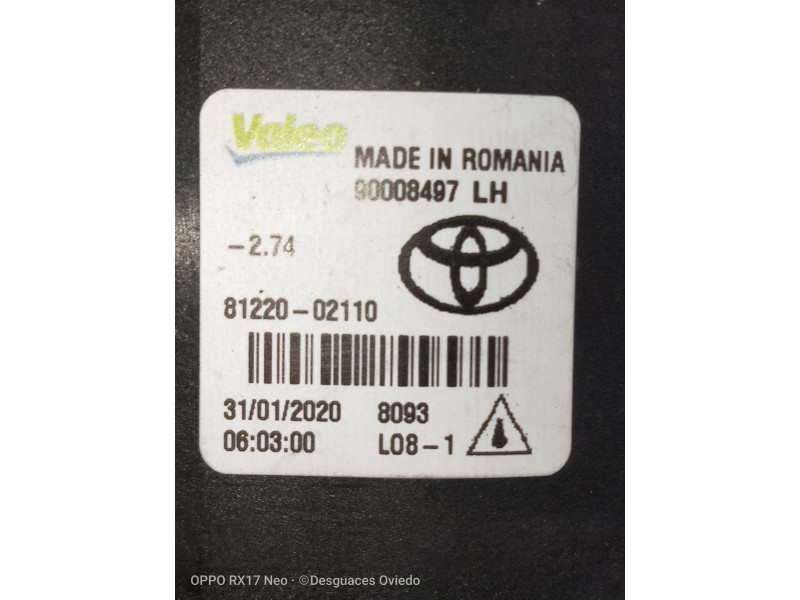 Valeo
MADE IN ROMANIA
90008497 LH
-2.74
81220-02110
31/01/2020 8093
06:03:00 L08-1
OPPO RX17 Neo · ©Desguaces Oviedo